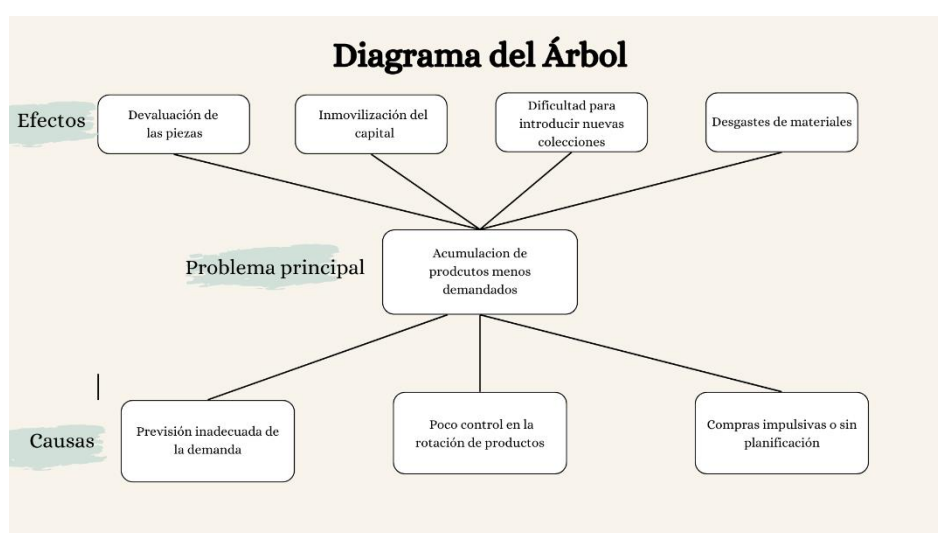 Diagrama del Árbol
Efectos
Devaluación de
las piezas
Inmovilización del
capital
Dificultad para
introducir nuevas
colecciones
Desgastes de materiales
Problema principal
Acumulacion de
prodcutos menos
demandados
Causas
Previsión inadecuada de
la demanda
Poco control en la
rotación de productos
Compras impulsivas o sin
planificación